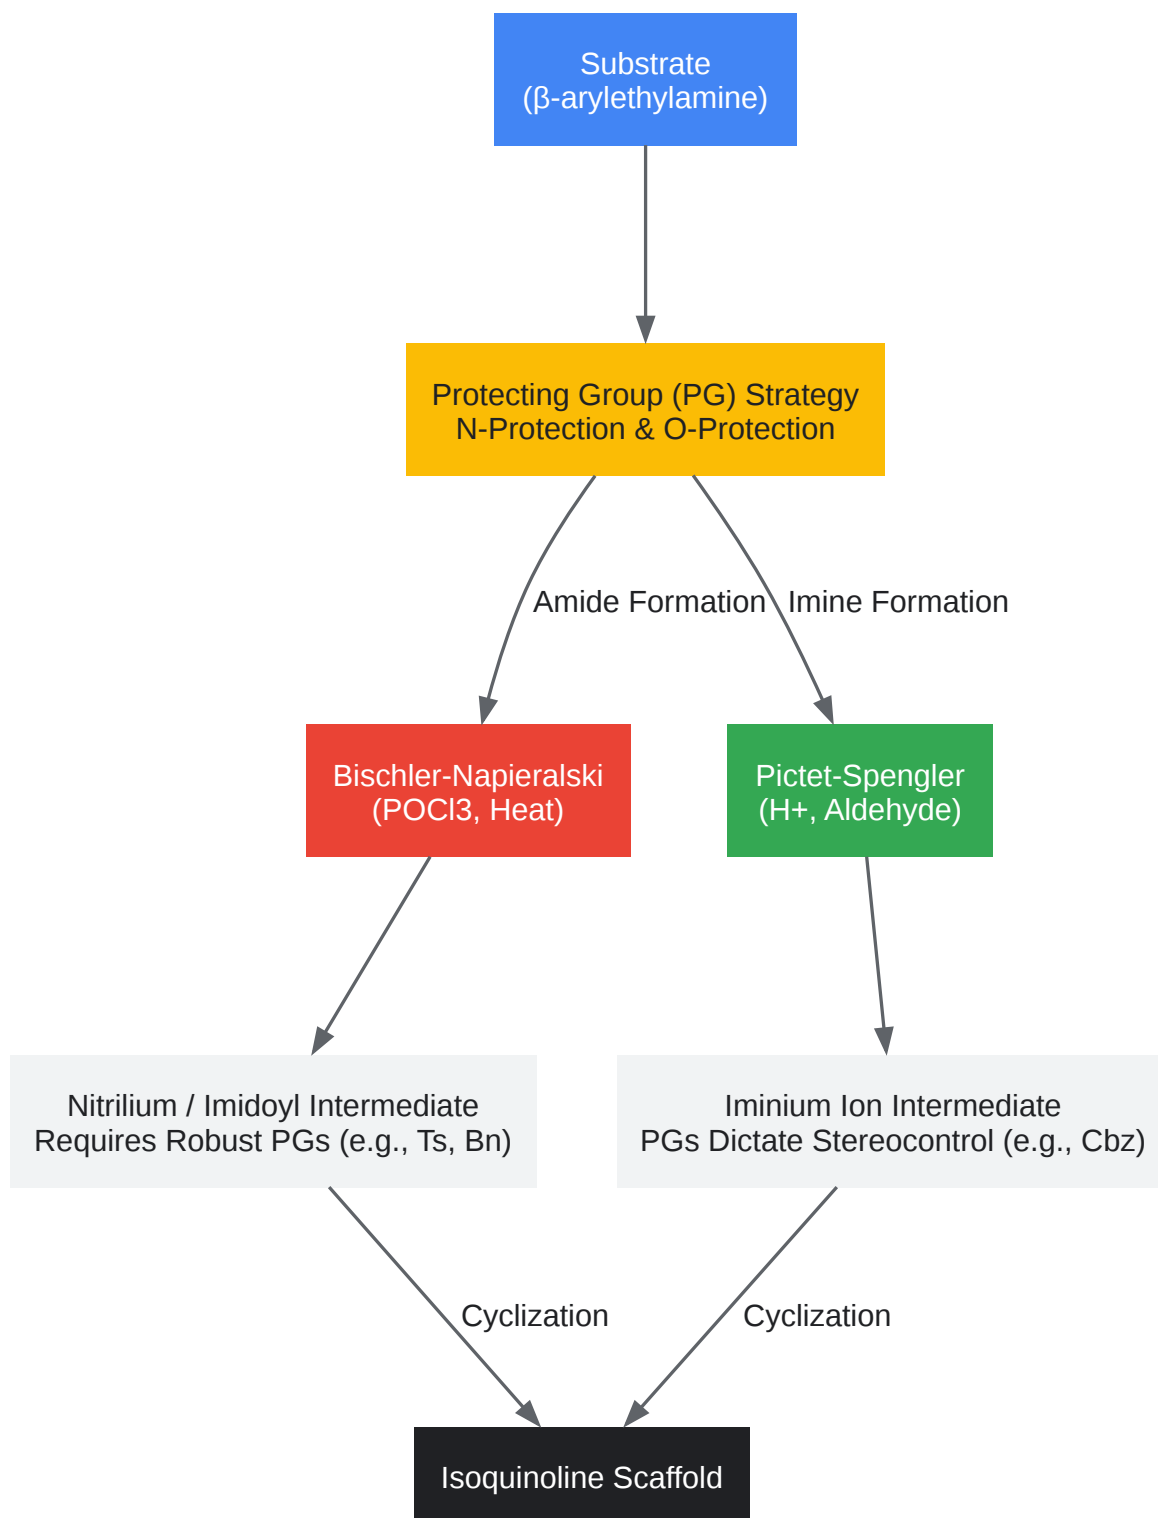 Substrate
(β-arylethylamine)
Protecting Group (PG) Strategy
N-Protection & O-Protection
Amide Formation
Imine Formation
Bischler-Napieralski
(POCl3, Heat)
Pictet-Spengler
(H+, Aldehyde)
Nitrilium / Imidoyl Intermediate
Requires Robust PGs (e.g., Ts, Bn)
Iminium Ion Intermediate
PGs Dictate Stereocontrol (e.g., Cbz)
Cyclization
Cyclization
Isoquinoline Scaffold